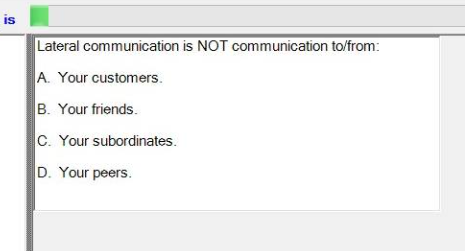 is
Lateral communication is NOT communication to/from:
A. Your customers.
B. Your friends.
C. Your subordinates.
D. Your peers.